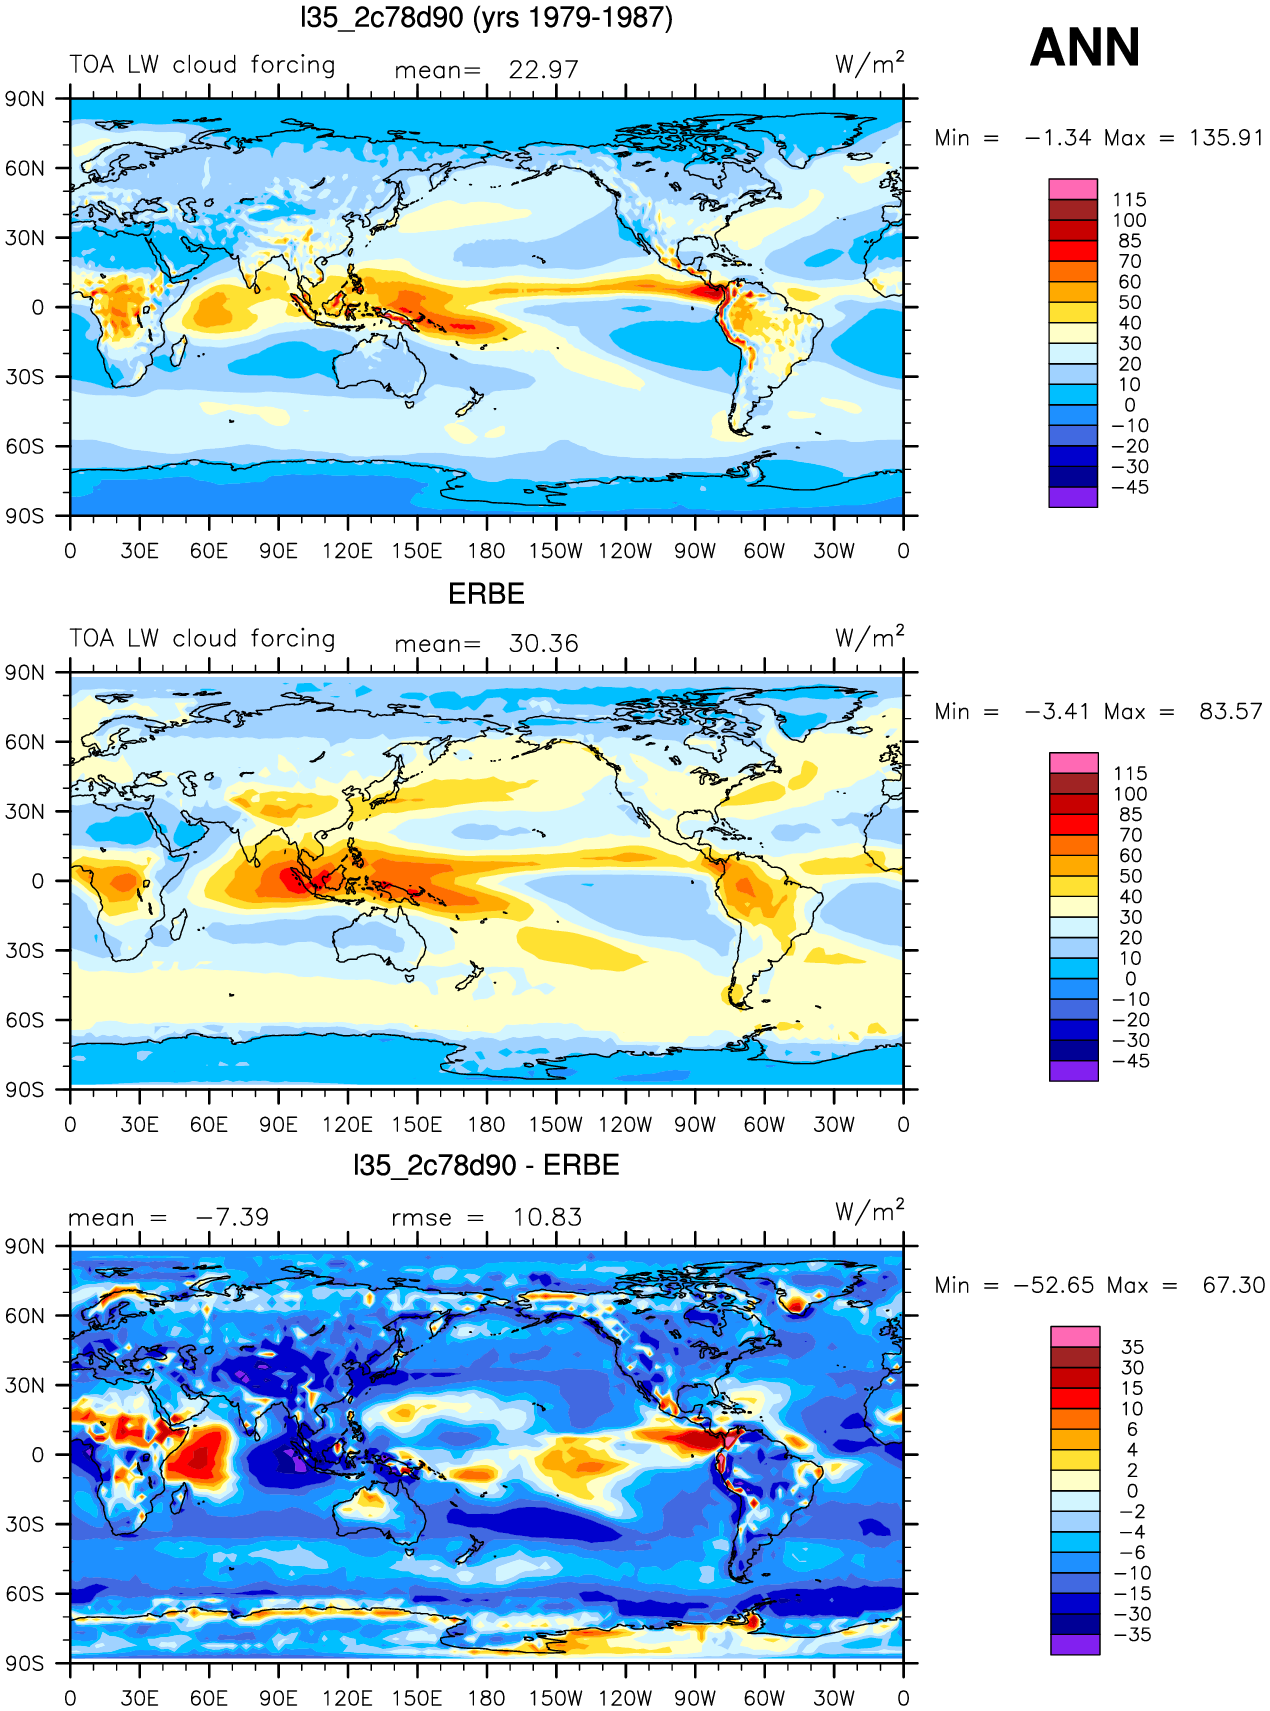 l35_2c78d90 (yrs 1979-1987)
ANN
TOA LW cloud forcing mean= 22.97 W/m²
Min = −1.34 Max = 135.91
90N
60N
30N
0
30S
60S
90S
0 30E 60E 90E 120E 150E 180 150W 120W 90W 60W 30W 0
115
100
85
70
60
50
40
30
20
10
0
−10
−20
−30
−45
ERBE
TOA LW cloud forcing mean= 30.36 W/m²
Min = −3.41 Max = 83.57
90N
60N
30N
0
30S
60S
90S
0 30E 60E 90E 120E 150E 180 150W 120W 90W 60W 30W 0
115
100
85
70
60
50
40
30
20
10
0
−10
−20
−30
−45
l35_2c78d90 - ERBE
mean = −7.39 rmse = 10.83 W/m²
Min = −52.65 Max = 67.30
90N
60N
30N
0
30S
60S
90S
0 30E 60E 90E 120E 150E 180 150W 120W 90W 60W 30W 0
35
30
15
10
6
4
2
0
−2
−4
−6
−10
−15
−30
−35